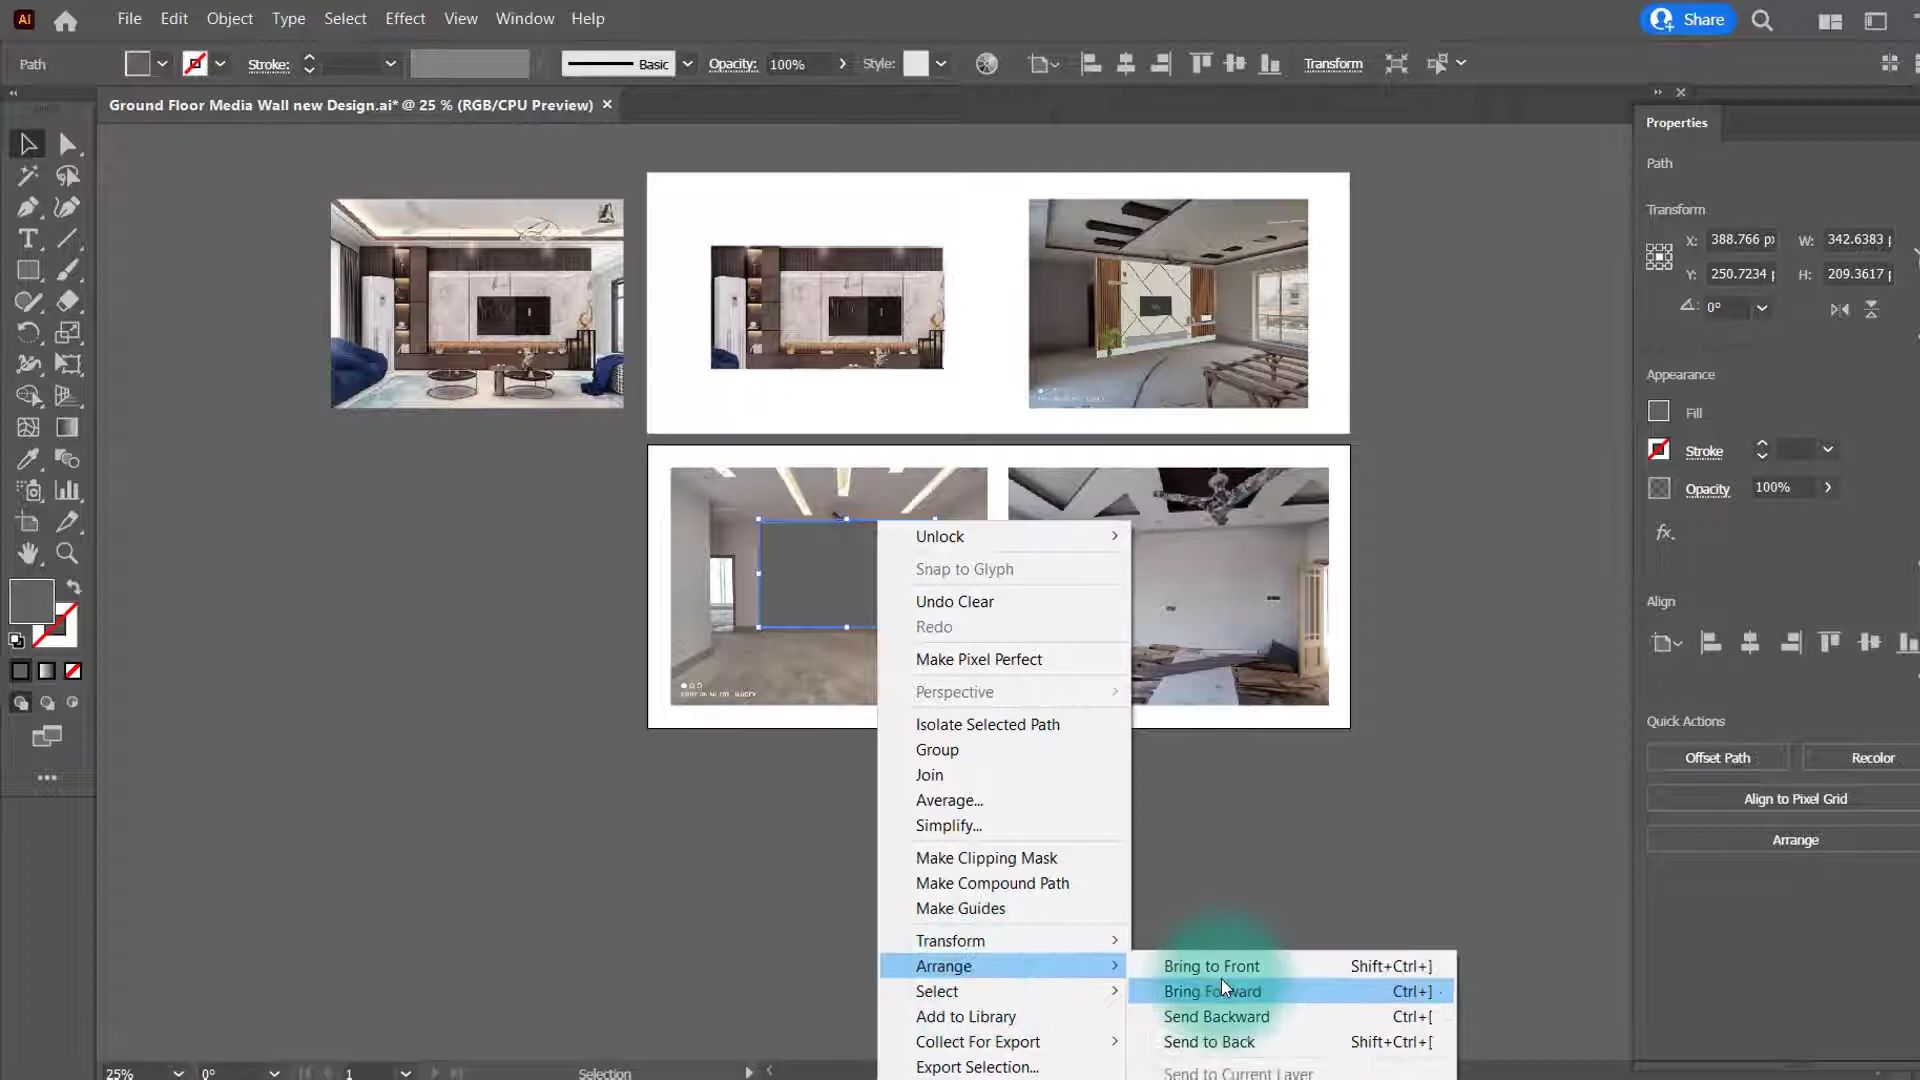 Ai File Edit Object Type Select Effect View Window Help Share
Path Stroke: Basic Opacity: 100% Style: Transform
Ground Floor Media Wall new Design.ai* @ 25 % (RGB/CPU Preview) ×
Properties
Path
Transform
X: 388.766 px W: 342.6383
Y: 250.7234 H: 209.3617
0°
Appearance
Fill
Stroke
Opacity 100%
fx.
Align
Quick Actions
Offset Path Recolor
Align to Pixel Grid
Arrange
Unlock
Snap to Glyph
Undo Clear
Redo
Make Pixel Perfect
Perspective
Isolate Selected Path
Group
Join
Average...
Simplify...
Make Clipping Mask
Make Compound Path
Make Guides
Transform
Arrange
Select
Add to Library
Collect For Export
Export Selection...
Bring to Front Shift+Ctrl+]
Bring Forward Ctrl+]
Send Backward Ctrl+[
Send to Back Shift+Ctrl+[
Send to Current Layer
25% 0° 1 Selection